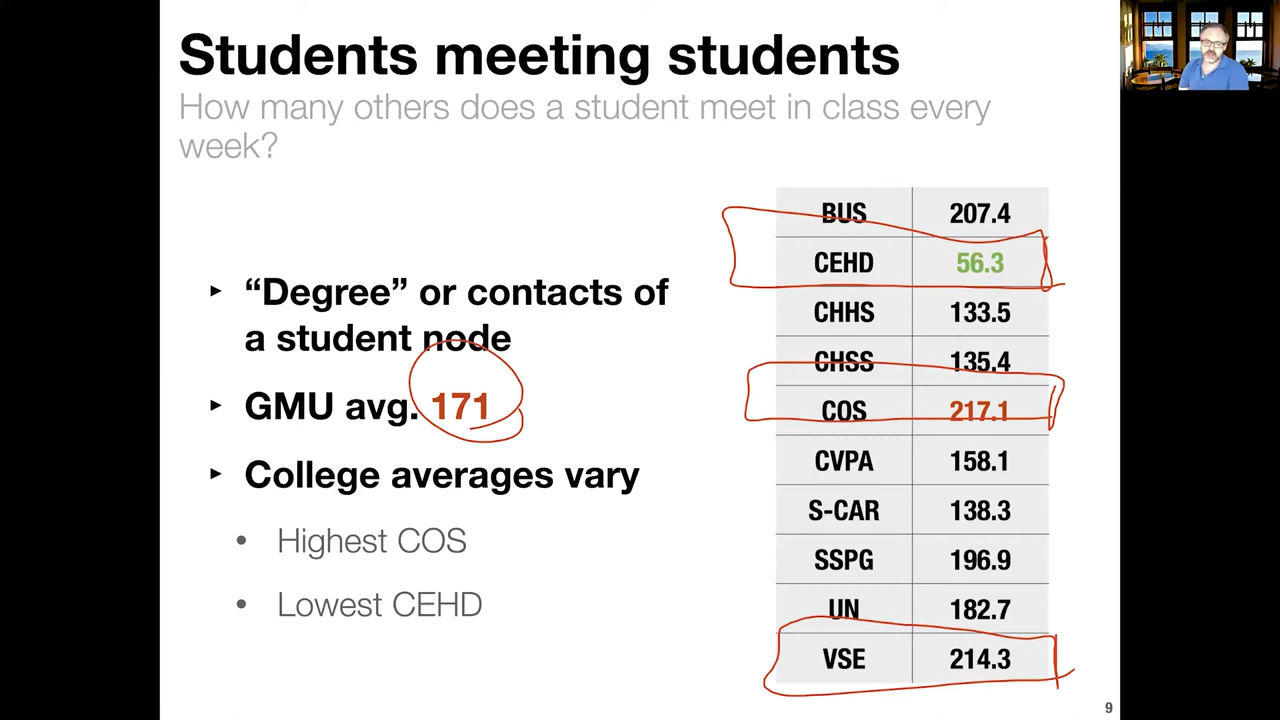 Students meeting students
How many others does a student meet in class every
week?
‣ “Degree” or contacts of
a student node
‣ GMU avg. 171
‣ College averages vary
• Highest COS
• Lowest CEHD
BUS 207.4
CEHD 56.3
CHHS 133.5
CHSS 135.4
COS 217.1
CVPA 158.1
S-CAR 138.3
SSPG 196.9
UN 182.7
VSE 214.3
9